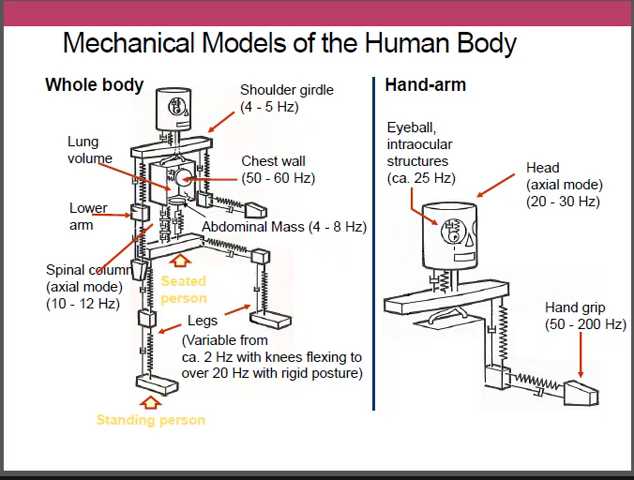 Mechanical Models of the Human Body
Whole body
Shoulder girdle
(4 - 5 Hz)
Lung
volume
Chest wall
(50 - 60 Hz)
Lower
arm
Abdominal Mass (4 - 8 Hz)
Spinal column
(axial mode)
(10 - 12 Hz)
Seated
person
Legs
(Variable from
ca. 2 Hz with knees flexing to
over 20 Hz with rigid posture)
Standing person
Hand-arm
Eyeball,
intraocular
structures
(ca. 25 Hz)
Head
(axial mode)
(20 - 30 Hz)
Hand grip
(50 - 200 Hz)